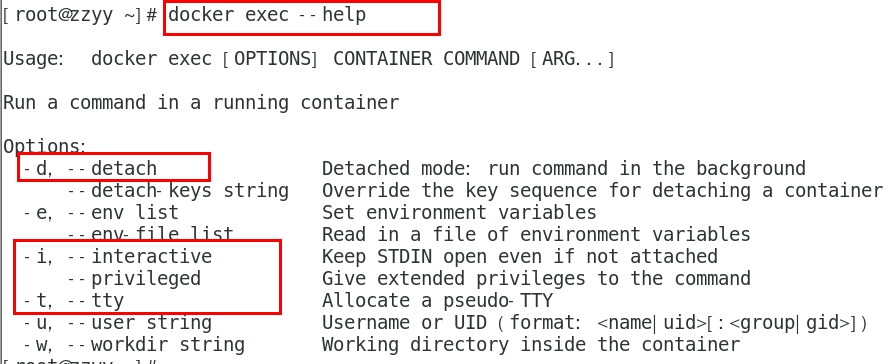 [root@zzyy ~]# docker exec --help
Usage:  docker exec [OPTIONS] CONTAINER COMMAND [ARG...]
Run a command in a running container
Options:
-d, --detach Detached mode: run command in the background
--detach-keys string Override the key sequence for detaching a container
-e, --env list Set environment variables
--env-file list Read in a file of environment variables
-i, --interactive Keep STDIN open even if not attached
--privileged Give extended privileges to the command
-t, --tty Allocate a pseudo-TTY
-u, --user string Username or UID (format: <name|uid>[:<group|gid>])
-w, --workdir string Working directory inside the container
[root@zzyy ~]#